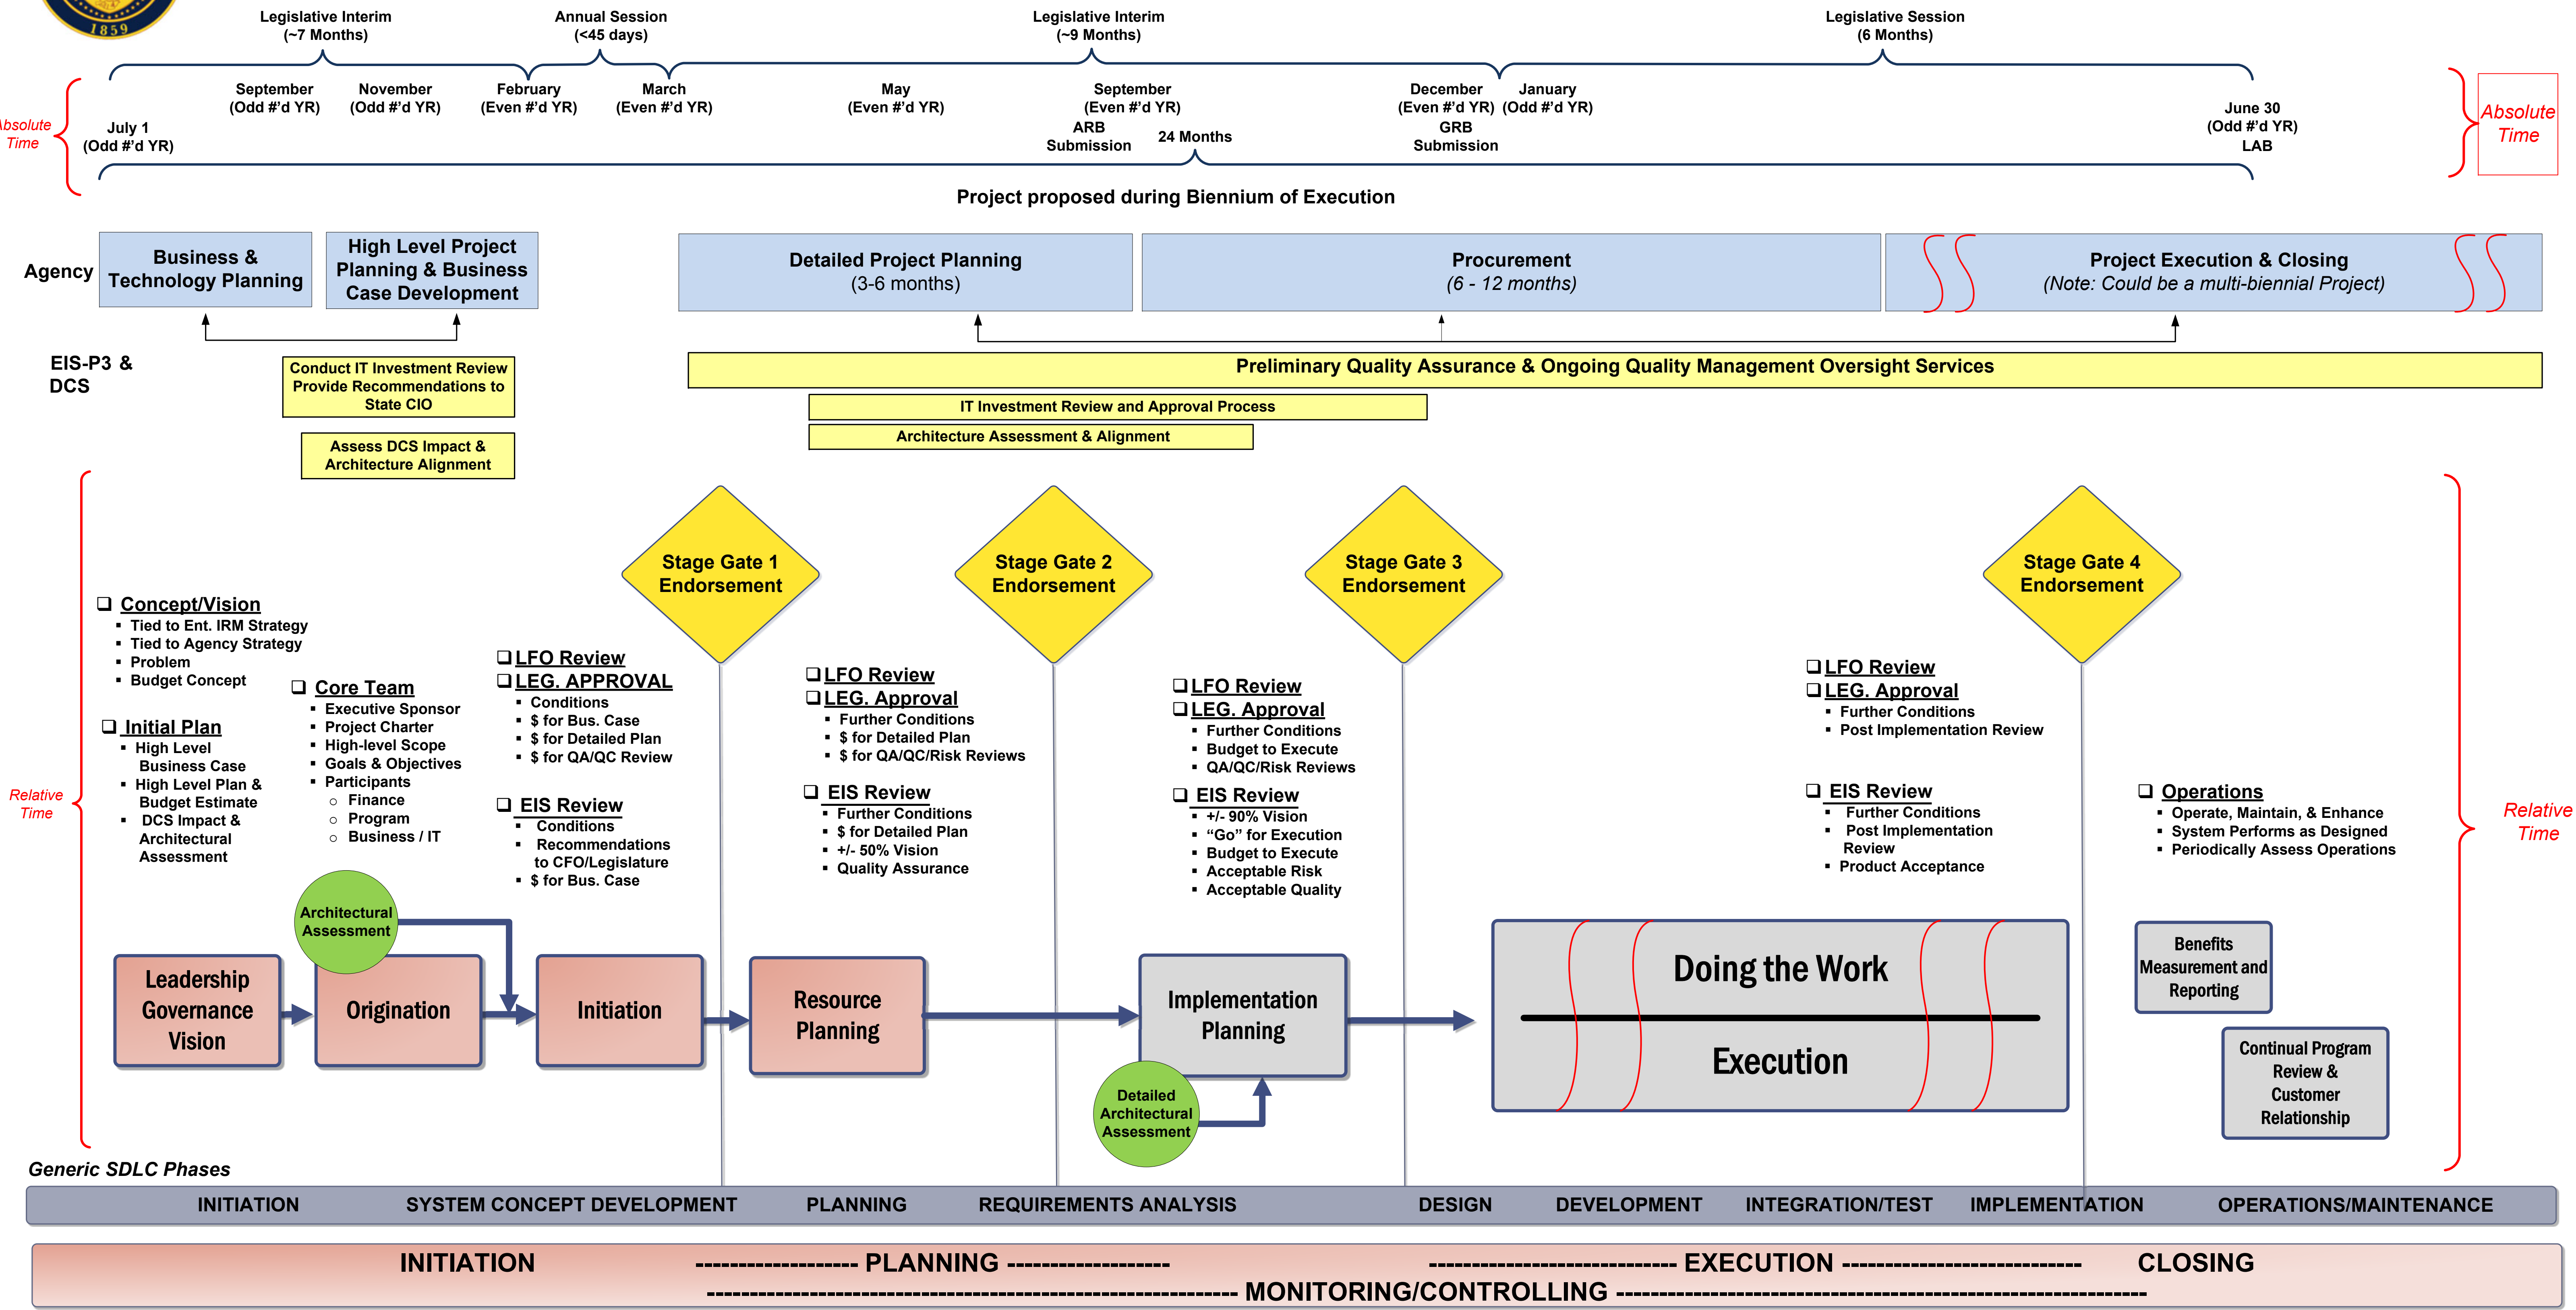 1859
Legislative Interim
(~7 Months)
Annual Session
(<45 days)
Legislative Interim
(~9 Months)
Legislative Session
(6 Months)
September
(Odd #'d YR)
November
(Odd #'d YR)
February
(Even #'d YR)
March
(Even #'d YR)
May
(Even #'d YR)
September
(Even #'d YR)
December
(Even #'d YR)
January
(Odd #'d YR)
Absolute
Time
July 1
(Odd #'d YR)
ARB
Submission
24 Months
GRB
Submission
June 30
(Odd #'d YR)
LAB
Absolute
Time
Project proposed during Biennium of Execution
Agency
Business &
Technology Planning
High Level Project
Planning & Business
Case Development
Detailed Project Planning
(3-6 months)
Procurement
(6 - 12 months)
Project Execution & Closing
(Note: Could be a multi-biennial Project)
EIS-P3 &
DCS
Conduct IT Investment Review
Provide Recommendations to
State CIO
Assess DCS Impact &
Architecture Alignment
Preliminary Quality Assurance & Ongoing Quality Management Oversight Services
IT Investment Review and Approval Process
Architecture Assessment & Alignment
Stage Gate 1
Endorsement
Stage Gate 2
Endorsement
Stage Gate 3
Endorsement
Stage Gate 4
Endorsement
Relative
Time
❑ Concept/Vision
▪ Tied to Ent. IRM Strategy
▪ Tied to Agency Strategy
▪ Problem
▪ Budget Concept
❑ Initial Plan
▪ High Level
Business Case
▪ High Level Plan &
Budget Estimate
▪ DCS Impact &
Architectural
Assessment
❑ Core Team
▪ Executive Sponsor
▪ Project Charter
▪ High-level Scope
▪ Goals & Objectives
▪ Participants
o Finance
o Program
o Business / IT
❑ LFO Review
❑ LEG. APPROVAL
▪ Conditions
▪ $ for Bus. Case
▪ $ for Detailed Plan
▪ $ for QA/QC Review
❑ EIS Review
▪ Conditions
▪ Recommendations
to CFO/Legislature
▪ $ for Bus. Case
❑ LFO Review
❑ LEG. Approval
▪ Further Conditions
▪ $ for Detailed Plan
▪ $ for QA/QC/Risk Reviews
❑ EIS Review
▪ Further Conditions
▪ $ for Detailed Plan
▪ +/- 50% Vision
▪ Quality Assurance
❑ LFO Review
❑ LEG. Approval
▪ Further Conditions
▪ Budget to Execute
▪ QA/QC/Risk Reviews
❑ EIS Review
▪ +/- 90% Vision
▪ “Go” for Execution
▪ Budget to Execute
▪ Acceptable Risk
▪ Acceptable Quality
❑ LFO Review
❑ LEG. Approval
▪ Further Conditions
▪ Post Implementation Review
❑ EIS Review
▪ Further Conditions
▪ Post Implementation
Review
▪ Product Acceptance
❑ Operations
▪ Operate, Maintain, & Enhance
▪ System Performs as Designed
▪ Periodically Assess Operations
Relative
Time
Architectural
Assessment
Leadership
Governance
Vision
Origination
Initiation
Resource
Planning
Implementation
Planning
Detailed
Architectural
Assessment
Doing the Work
Execution
Benefits
Measurement and
Reporting
Continual Program
Review &
Customer
Relationship
Generic SDLC Phases
INITIATION SYSTEM CONCEPT DEVELOPMENT PLANNING REQUIREMENTS ANALYSIS DESIGN DEVELOPMENT INTEGRATION/TEST IMPLEMENTATION OPERATIONS/MAINTENANCE
INITIATION ------------------- PLANNING ------------------- ----------------------------- EXECUTION ---------------------------- CLOSING
-------------------------------------------------------------- MONITORING/CONTROLLING --------------------------------------------------------------